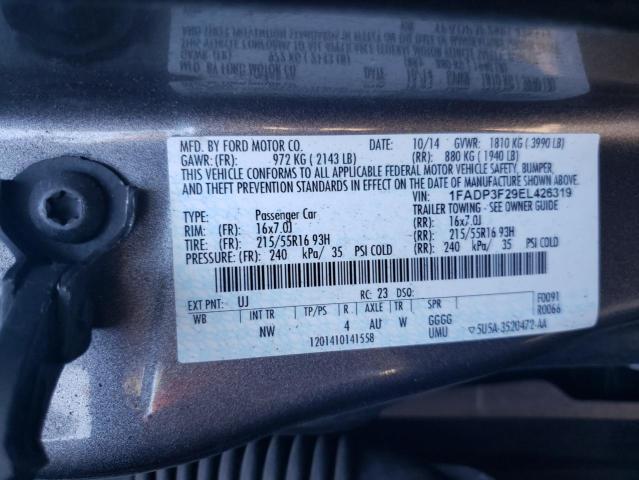 MFD. BY FORD MOTOR CO. DATE: 10/14 GVWR: 1810 KG ( 3990 LB)
GAWR: (FR): 972 KG ( 2143 LB) (RR): 880 KG ( 1940 LB)
THIS VEHICLE CONFORMS TO ALL APPLICABLE FEDERAL MOTOR VEHICLE SAFETY, BUMPER,
AND THEFT PREVENTION STANDARDS IN EFFECT ON THE DATE OF MANUFACTURE SHOWN ABOVE.
VIN: 1FADP3F29EL426319
TYPE: Passenger Car TRAILER TOWING - SEE OWNER GUIDE
RIM: (FR): 16x7.0J (RR): 16x7.0J
TIRE: (FR): 215/55R16 93H (RR): 215/55R16 93H
PRESSURE: (FR): 240 kPa/ 35 PSI COLD (RR): 240 kPa/ 35 PSI COLD
EXT PNT: UJ RC: 23 DSO: F0091
WB INT TR TP/PS R AXLE TR SPR R0066
NW 4 AU W GGGG
1201410141558 UMU 5U5A-3520472-AA